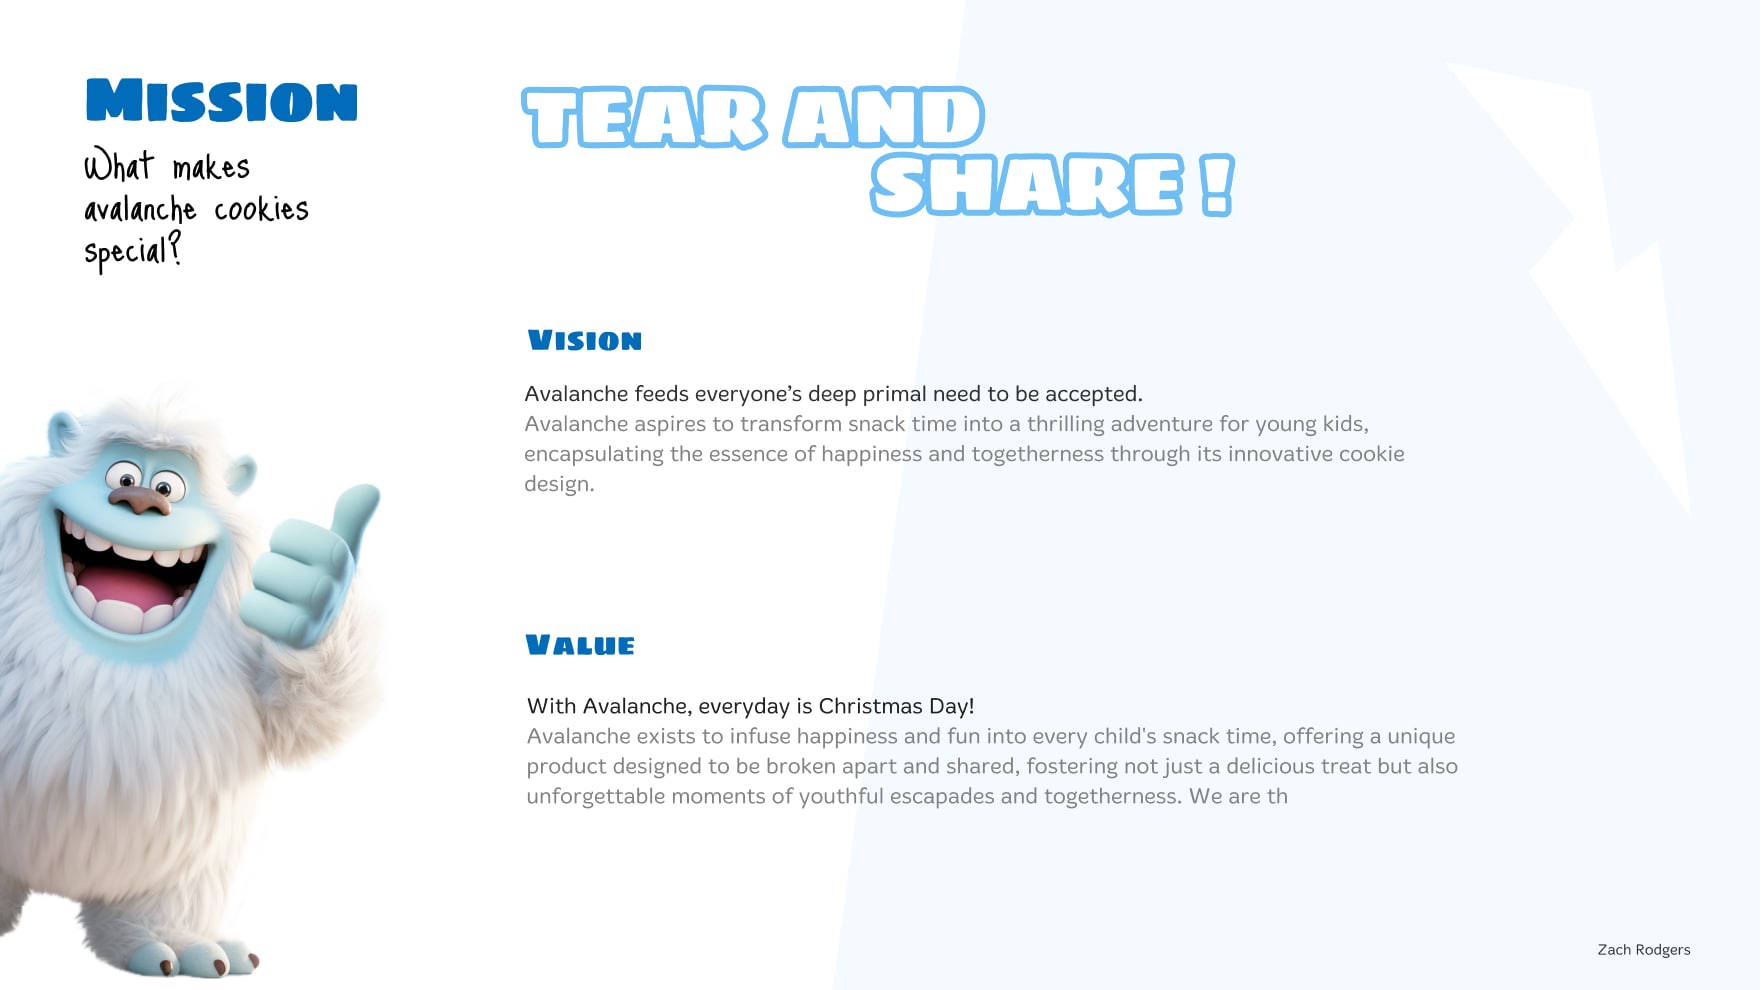 Mission
What makes
avalanche cookies
special?
TEAR AND
SHARE !
Vision
Avalanche feeds everyone’s deep primal need to be accepted.
Avalanche aspires to transform snack time into a thrilling adventure for young kids,
encapsulating the essence of happiness and togetherness through its innovative cookie
design.
Value
With Avalanche, everyday is Christmas Day!
Avalanche exists to infuse happiness and fun into every child's snack time, offering a unique
product designed to be broken apart and shared, fostering not just a delicious treat but also
unforgettable moments of youthful escapades and togetherness. We are th
Zach Rodgers